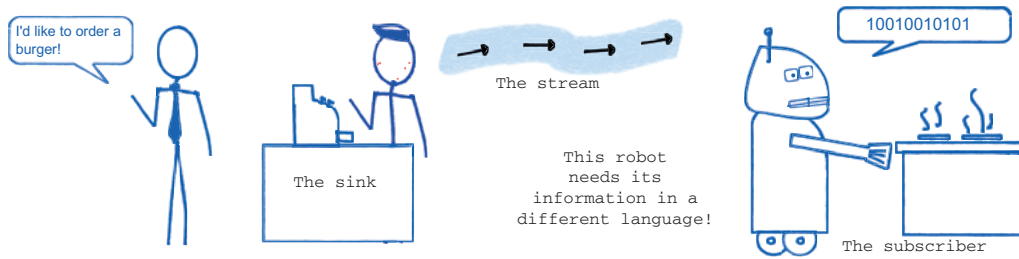 I'd like to order a
burger!
The sink
The stream
This robot
needs its
information in a
different language!
10010010101
The subscriber